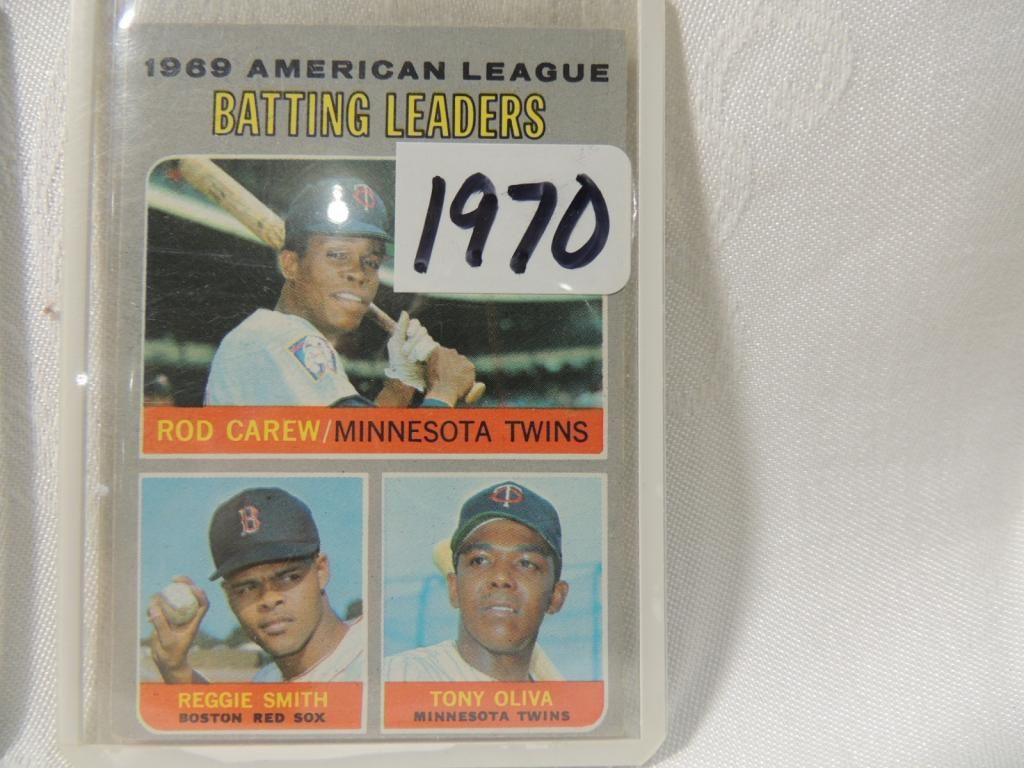 1969 AMERICAN LEAGUE
BATTING LEADERS
1970
ROD CAREW/MINNESOTA TWINS
REGGIE SMITH
BOSTON RED SOX
TONY OLIVA
MINNESOTA TWINS